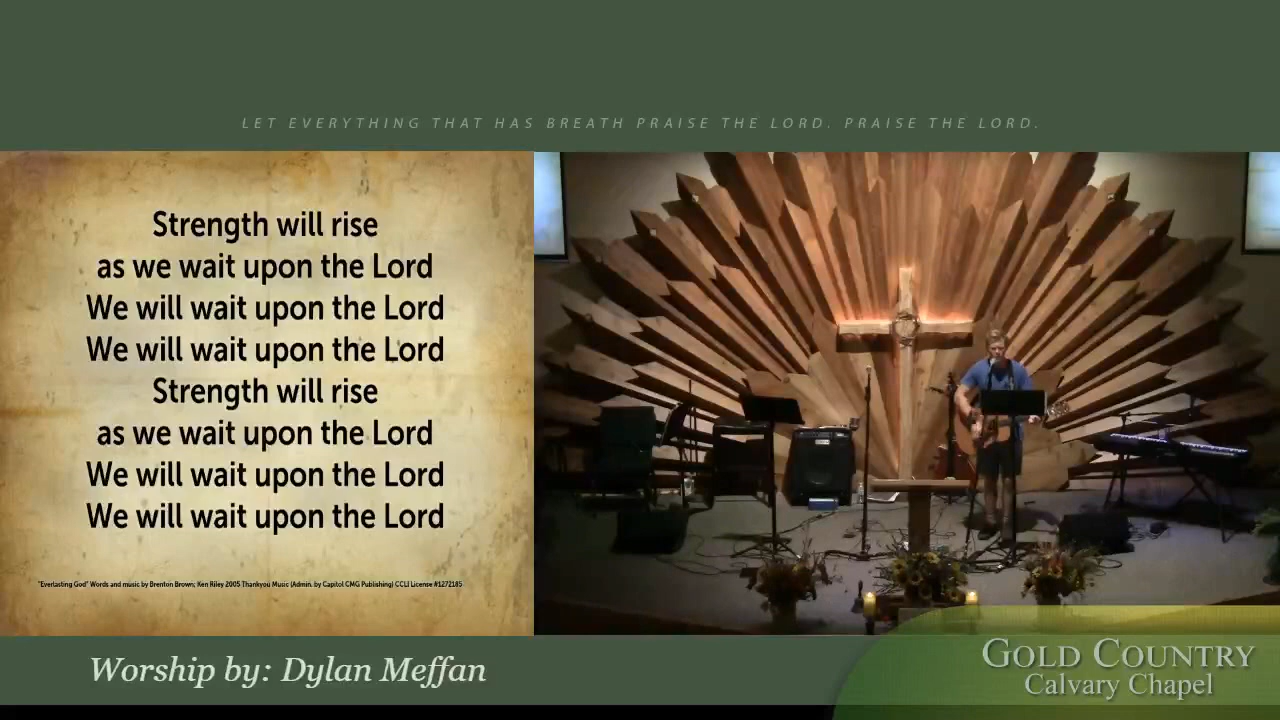 LET EVERYTHING THAT HAS BREATH PRAISE THE LORD. PRAISE THE LORD.
Strength will rise
as we wait upon the Lord
We will wait upon the Lord
We will wait upon the Lord
Strength will rise
as we wait upon the Lord
We will wait upon the Lord
We will wait upon the Lord
"Everlasting God" Words and music by Brenton Brown; Ken Riley 2005 Thankyou Music (Admin. by Capitol CMG Publishing) CCLI License #1272185
Worship by: Dylan Meffan
GOLD COUNTRY
Calvary Chapel